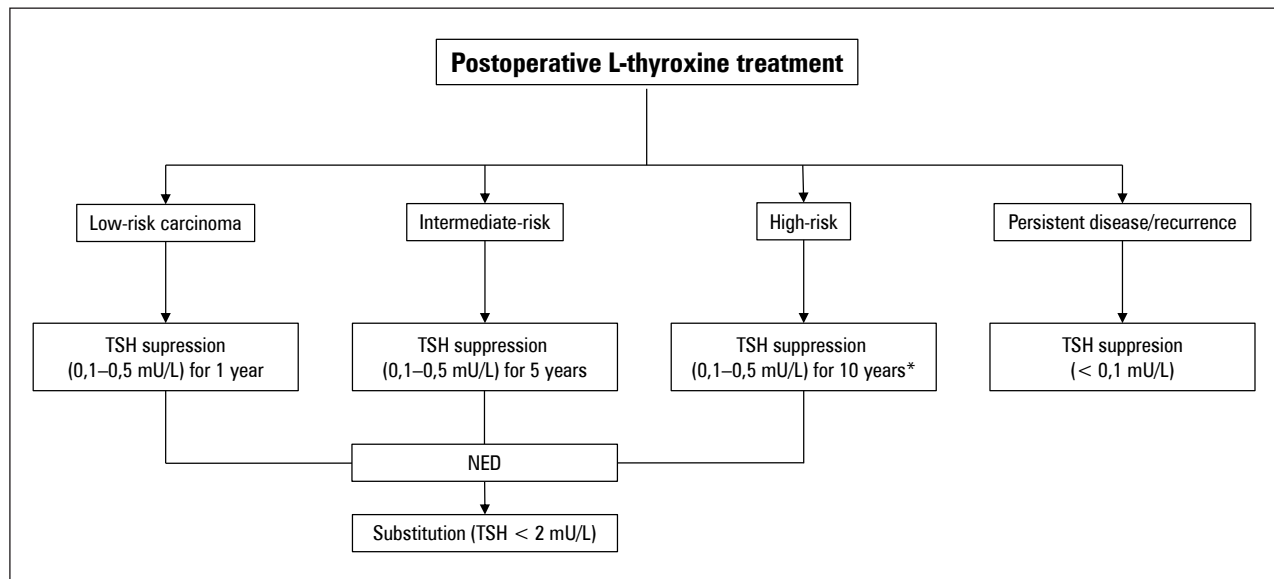 Postoperative L-thyroxine treatment
Low-risk carcinoma
Intermediate-risk
High-risk
Persistent disease/recurrence
TSH supression
(0,1–0,5 mU/L) for 1 year
TSH suppression
(0,1–0,5 mU/L) for 5 years
TSH suppression
(0,1–0,5 mU/L) for 10 years*
TSH suppresion
(< 0,1 mU/L)
NED
Substitution (TSH < 2 mU/L)